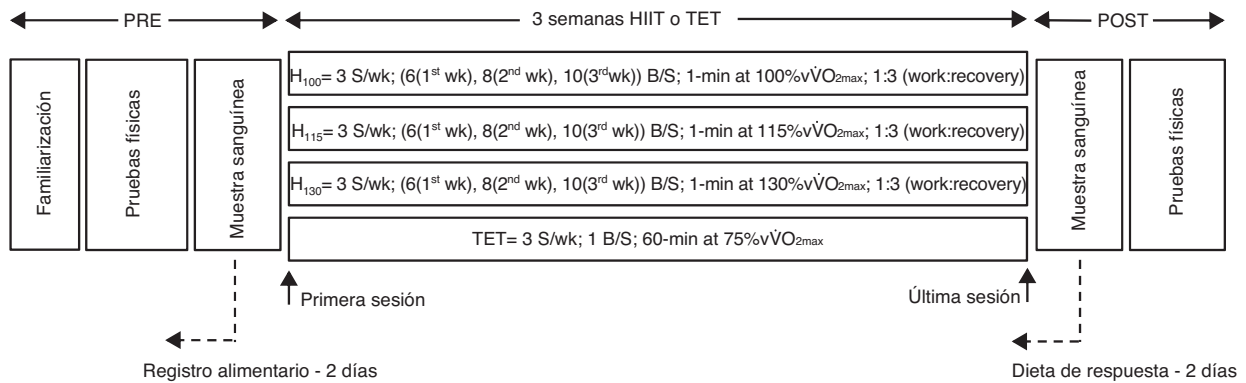 PRE
3 semanas HIIT o TET
POST
Familiarización
Pruebas físicas
Muestra sanguínea
H100= 3 S/wk; (6(1st wk), 8(2nd wk), 10(3rdwk)) B/S; 1-min at 100%vV̇O2max; 1:3 (work:recovery)
H115= 3 S/wk; (6(1st wk), 8(2nd wk), 10(3rd wk)) B/S; 1-min at 115%vV̇O2max; 1:3 (work:recovery)
H130= 3 S/wk; (6(1st wk), 8(2nd wk), 10(3rd wk)) B/S; 1-min at 130%vV̇O2max; 1:3 (work:recovery)
TET= 3 S/wk; 1 B/S; 60-min at 75%vV̇O2max
Muestra sanguínea
Pruebas físicas
Primera sesión
Última sesión
Registro alimentario - 2 días
Dieta de respuesta - 2 días